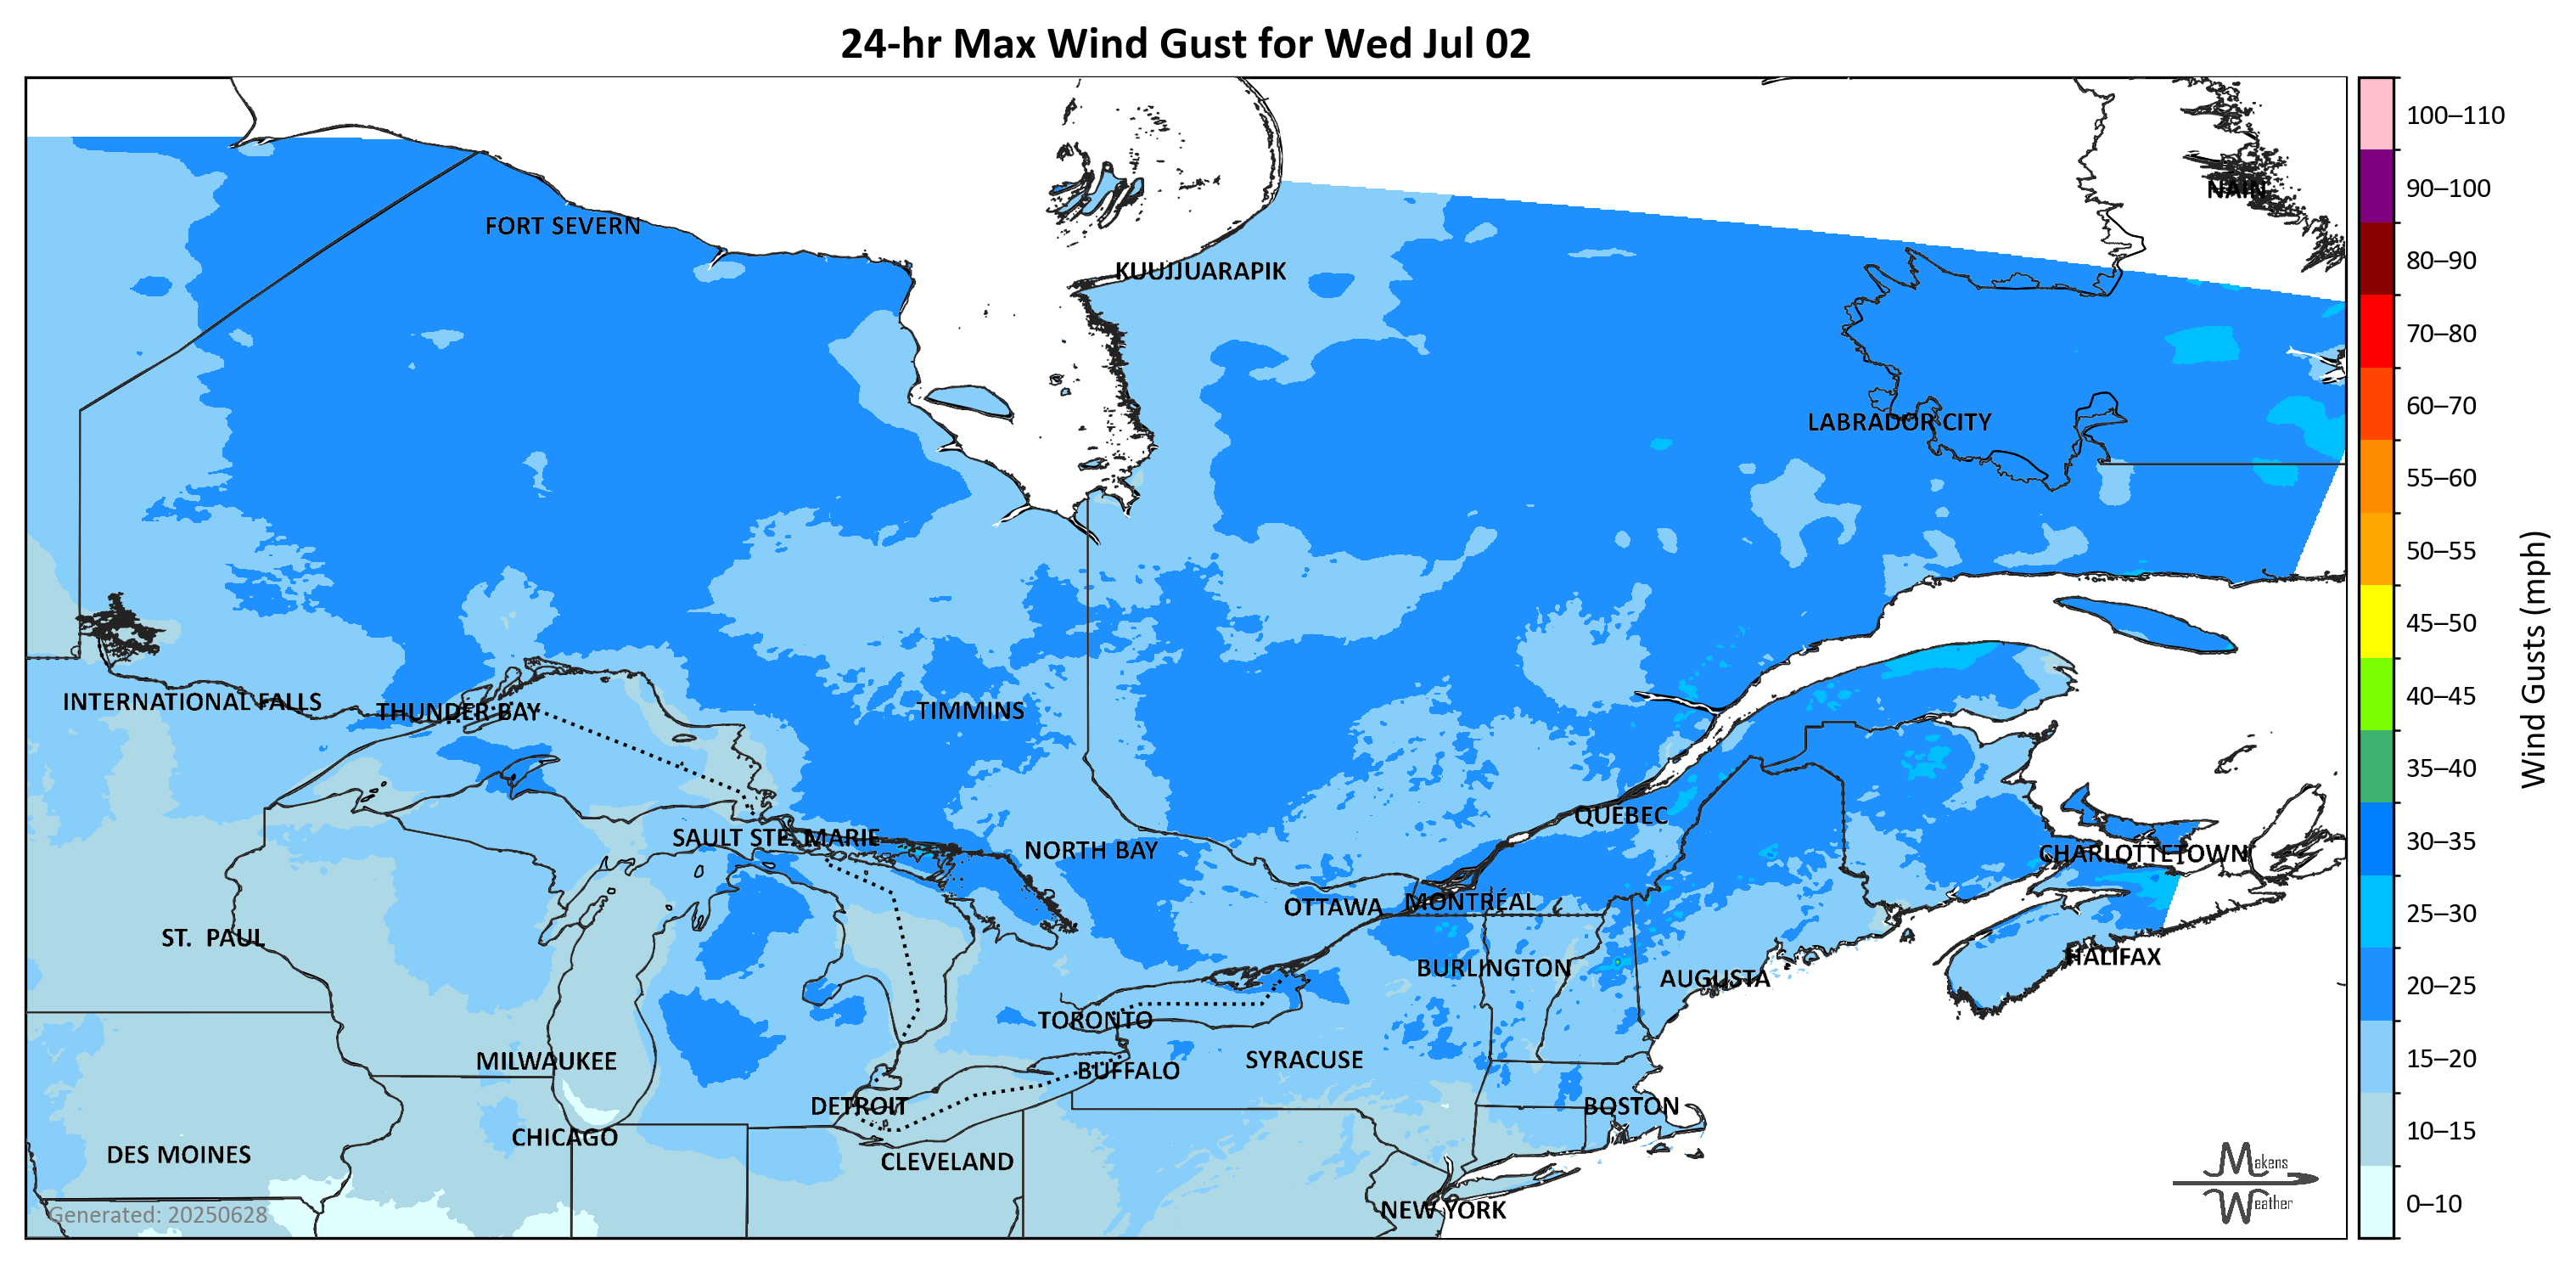 24-hr Max Wind Gust for Wed Jul 02
100–110
90–100
NAIN
FORT SEVERN
80–90
KUUJJUARAPIK
70–80
60–70
LABRADOR CITY
55–60
50–55
45–50
40–45
INTERNATIONAL FALLS
THUNDER BAY
TIMMINS
35–40
Wind Gusts (mph)
QUÉBEC
SAULT STE. MARIE
30–35
NORTH BAY
CHARLOTTETOWN
MONTRÉAL
OTTAWA
25–30
ST. PAUL
HALIFAX
BURLINGTON
AUGUSTA
20–25
TORONTO
SYRACUSE
MILWAUKEE
15–20
BUFFALO
DETROIT
BOSTON
10–15
CHICAGO
DES MOINES
CLEVELAND
Makens
Weather
0–10
NEW YORK
Generated: 20250628